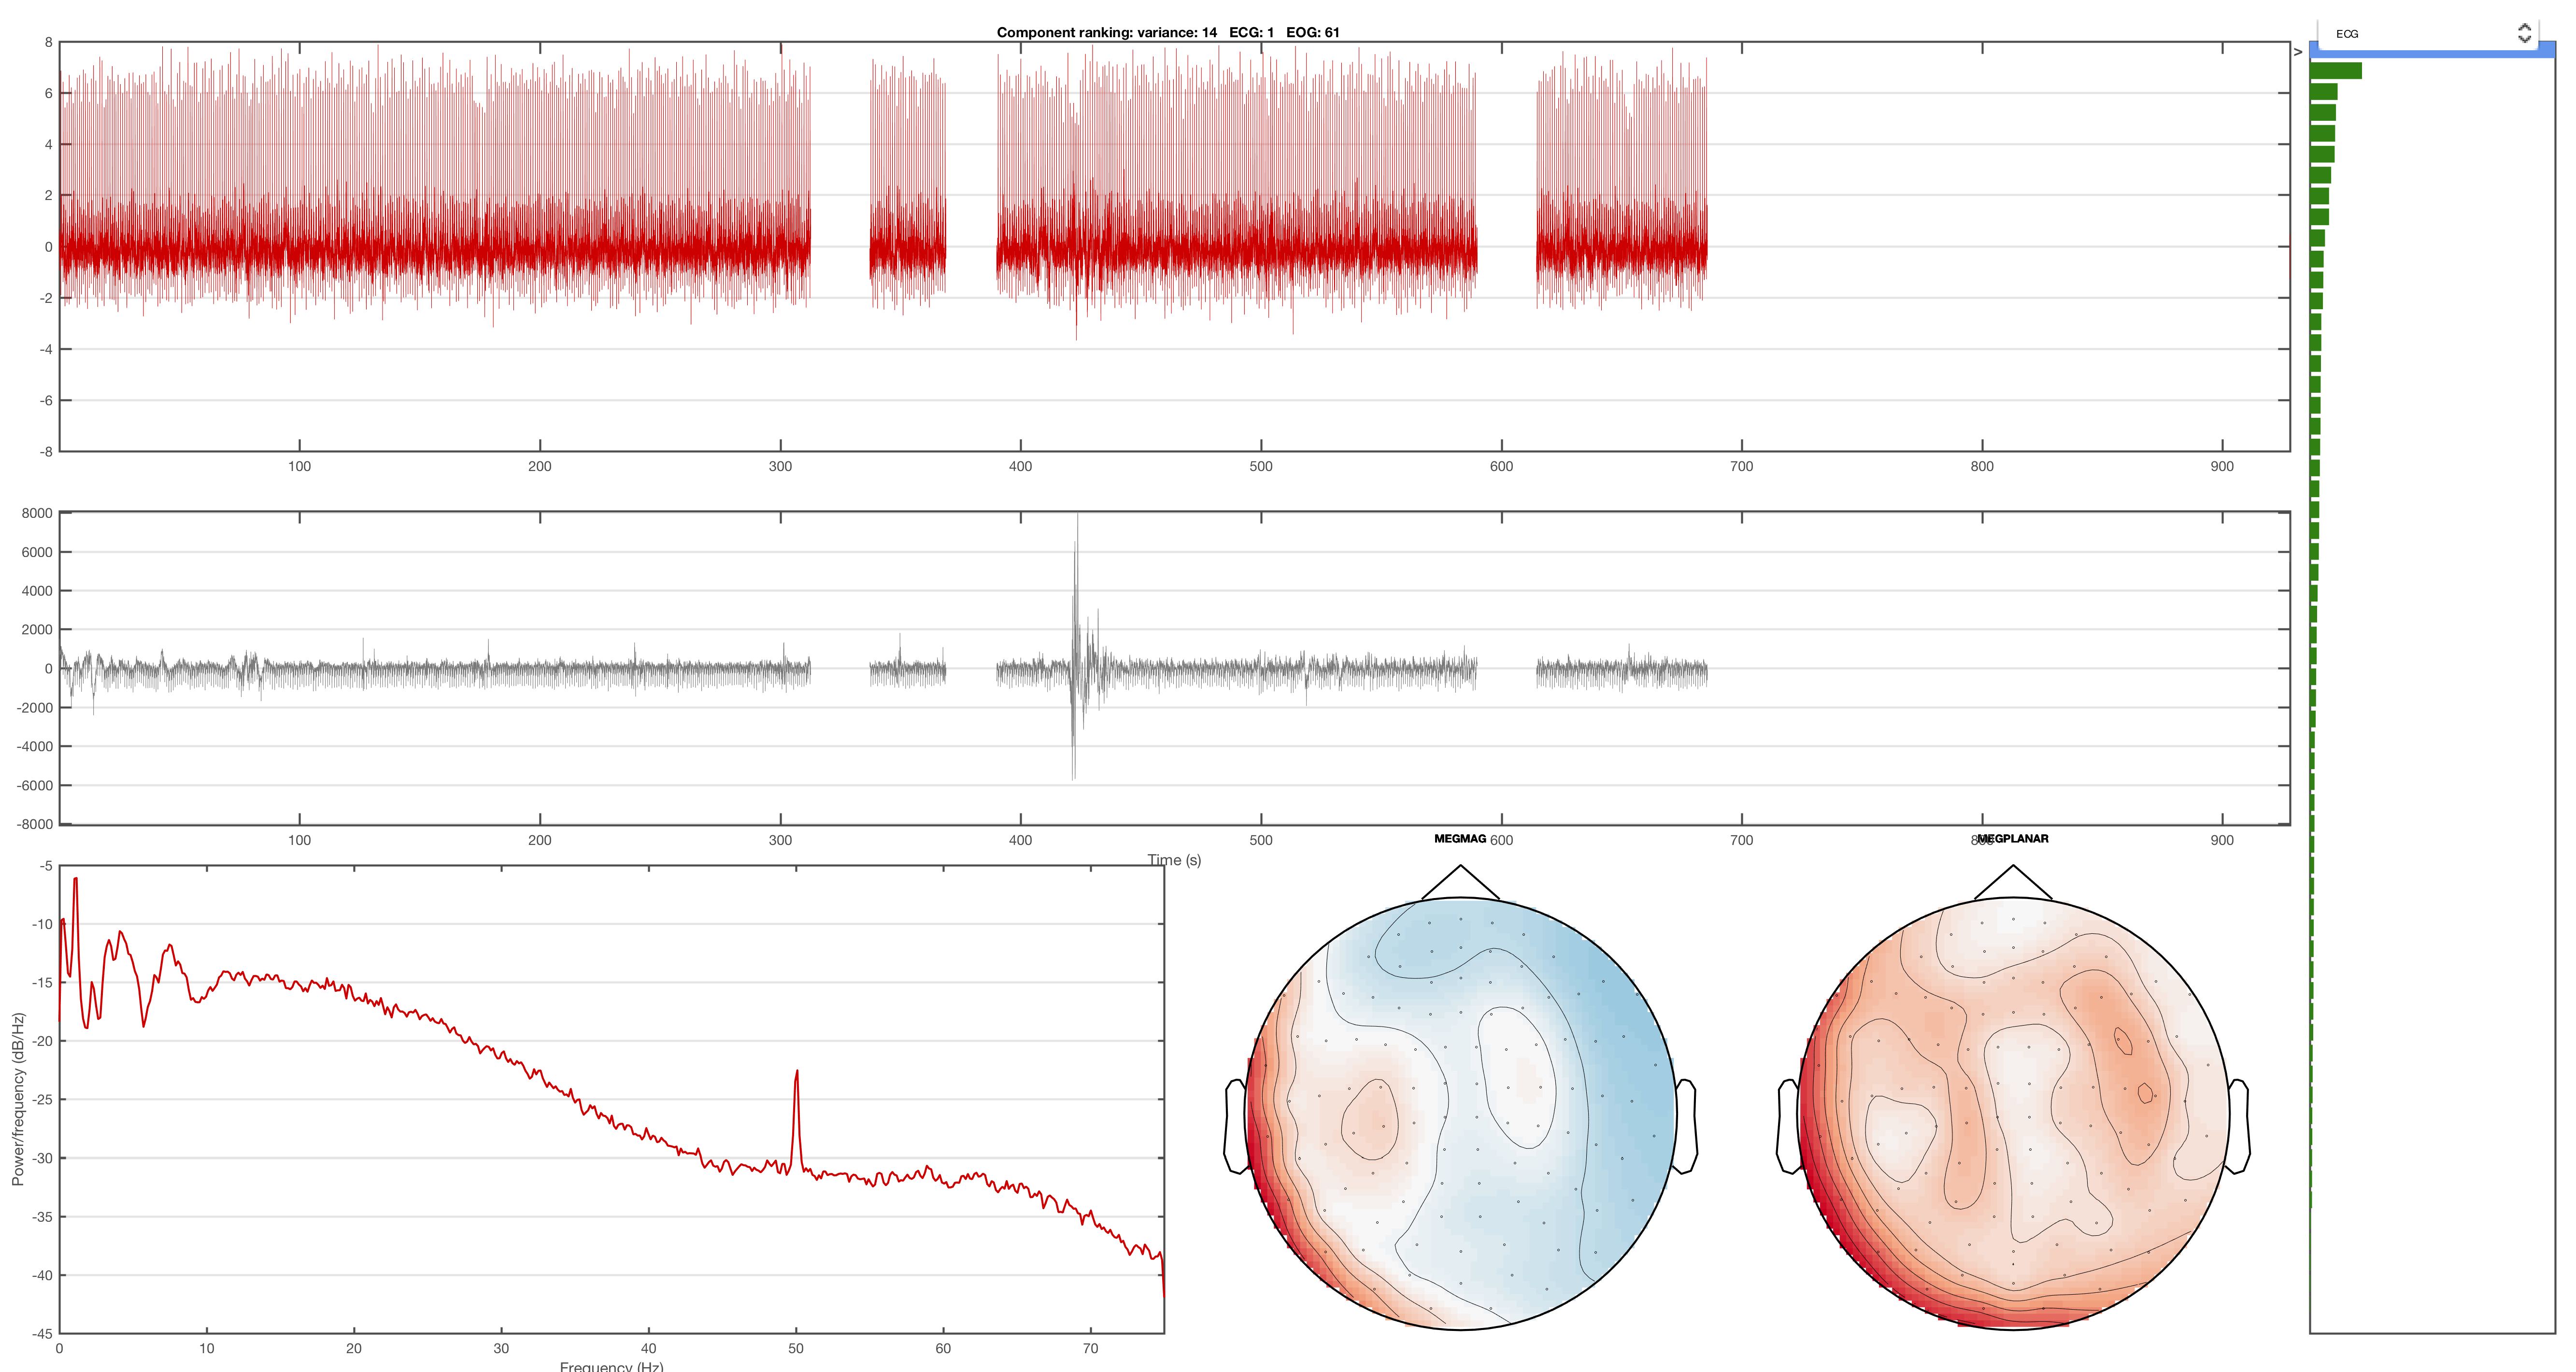 Component ranking: variance: 14 ECG: 1 EOG: 61
ECG
>
8
6
4
2
0
-2
-4
-6
-8
100 200 300 400 500 600 700 800 900
8000
6000
4000
2000
0
-2000
-4000
-6000
-8000
100 200 300 400 500 600 700 900
Time (s)
MEGMAG
MEGPLANAR
Power/frequency (dB/Hz)
-5
-10
-15
-20
-25
-30
-35
-40
-45
0 10 20 30 40 50 60 70
Frequency (Hz)